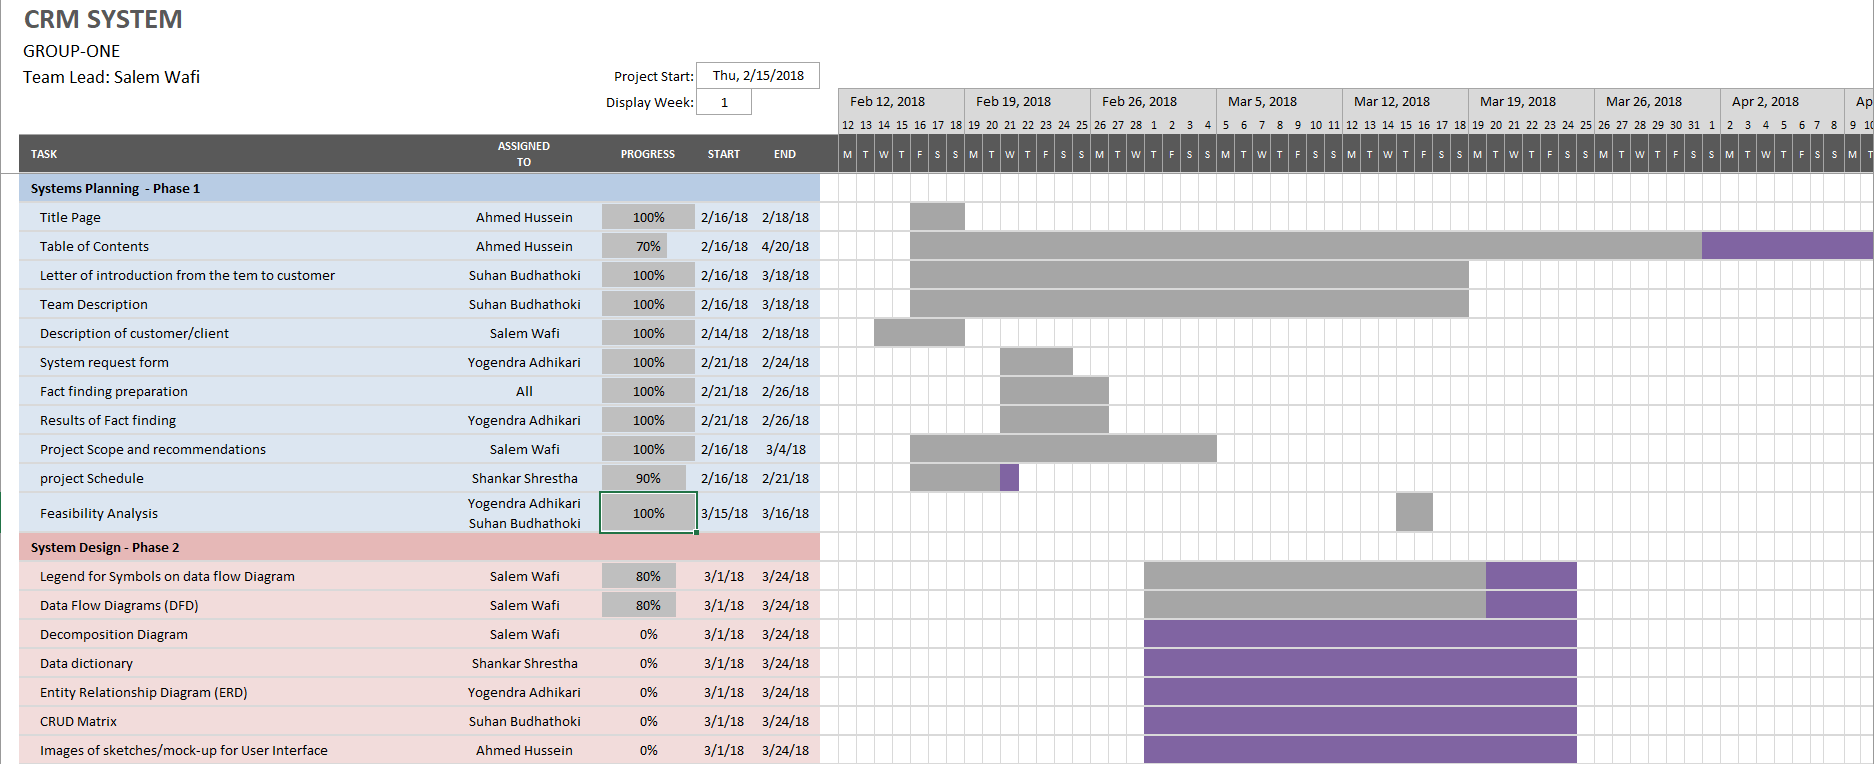 CRM SYSTEM
GROUP-ONE
Team Lead: Salem Wafi
Project Start: Thu, 2/15/2018
Display Week: 1
Feb 12, 2018 Feb 19, 2018 Feb 26, 2018 Mar 5, 2018 Mar 12, 2018 Mar 19, 2018 Mar 26, 2018 Apr 2, 2018 Ap
12 13 14 15 16 17 18 19 20 21 22 23 24 25 26 27 28 1 2 3 4 5 6 7 8 9 10 11 12 13 14 15 16 17 18 19 20 21 22 23 24 25 26 27 28 29 30 31 1 2 3 4 5 6 7 8 9 10
TASK ASSIGNED TO PROGRESS START END M T W T F S S M T W T F S S M T W T F S S M T W T F S S M T W T F S S M T W T F S S M T W T F S S M T W T F S S M T
Systems Planning - Phase 1
Title Page Ahmed Hussein 100% 2/16/18 2/18/18
Table of Contents Ahmed Hussein 70% 2/16/18 4/20/18
Letter of introduction from the tem to customer Suhan Budhathoki 100% 2/16/18 3/18/18
Team Description Suhan Budhathoki 100% 2/16/18 3/18/18
Description of customer/client Salem Wafi 100% 2/14/18 2/18/18
System request form Yogendra Adhikari 100% 2/21/18 2/24/18
Fact finding preparation All 100% 2/21/18 2/26/18
Results of Fact finding Yogendra Adhikari 100% 2/21/18 2/26/18
Project Scope and recommendations Salem Wafi 100% 2/16/18 3/4/18
project Schedule Shankar Shrestha 90% 2/16/18 2/21/18
Feasibility Analysis Yogendra Adhikari Suhan Budhathoki 100% 3/15/18 3/16/18
System Design - Phase 2
Legend for Symbols on data flow Diagram Salem Wafi 80% 3/1/18 3/24/18
Data Flow Diagrams (DFD) Salem Wafi 80% 3/1/18 3/24/18
Decomposition Diagram Salem Wafi 0% 3/1/18 3/24/18
Data dictionary Shankar Shrestha 0% 3/1/18 3/24/18
Entity Relationship Diagram (ERD) Yogendra Adhikari 0% 3/1/18 3/24/18
CRUD Matrix Suhan Budhathoki 0% 3/1/18 3/24/18
Images of sketches/mock-up for User Interface Ahmed Hussein 0% 3/1/18 3/24/18